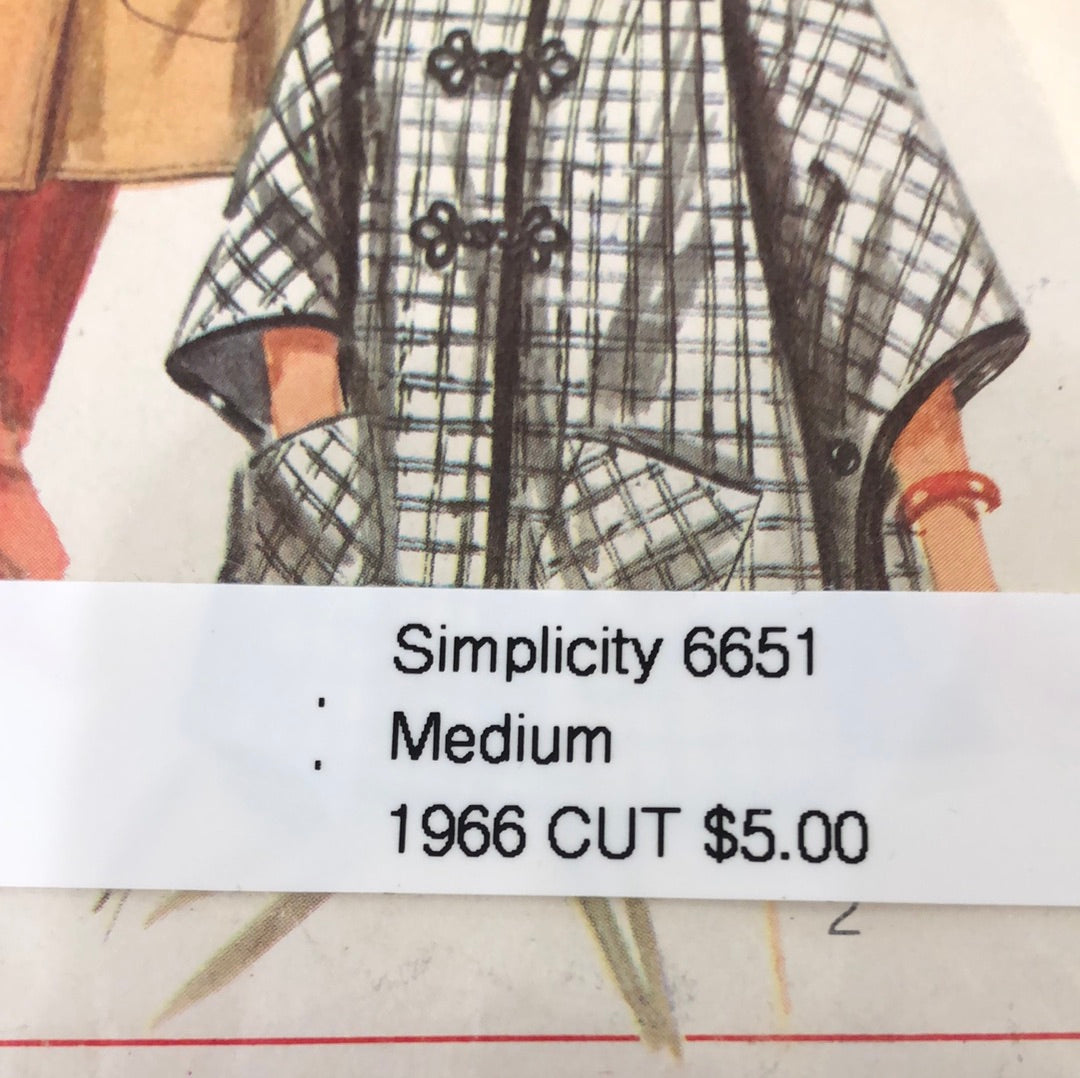 Simplicity 6651
: Medium
1966 CUT $5.00
2